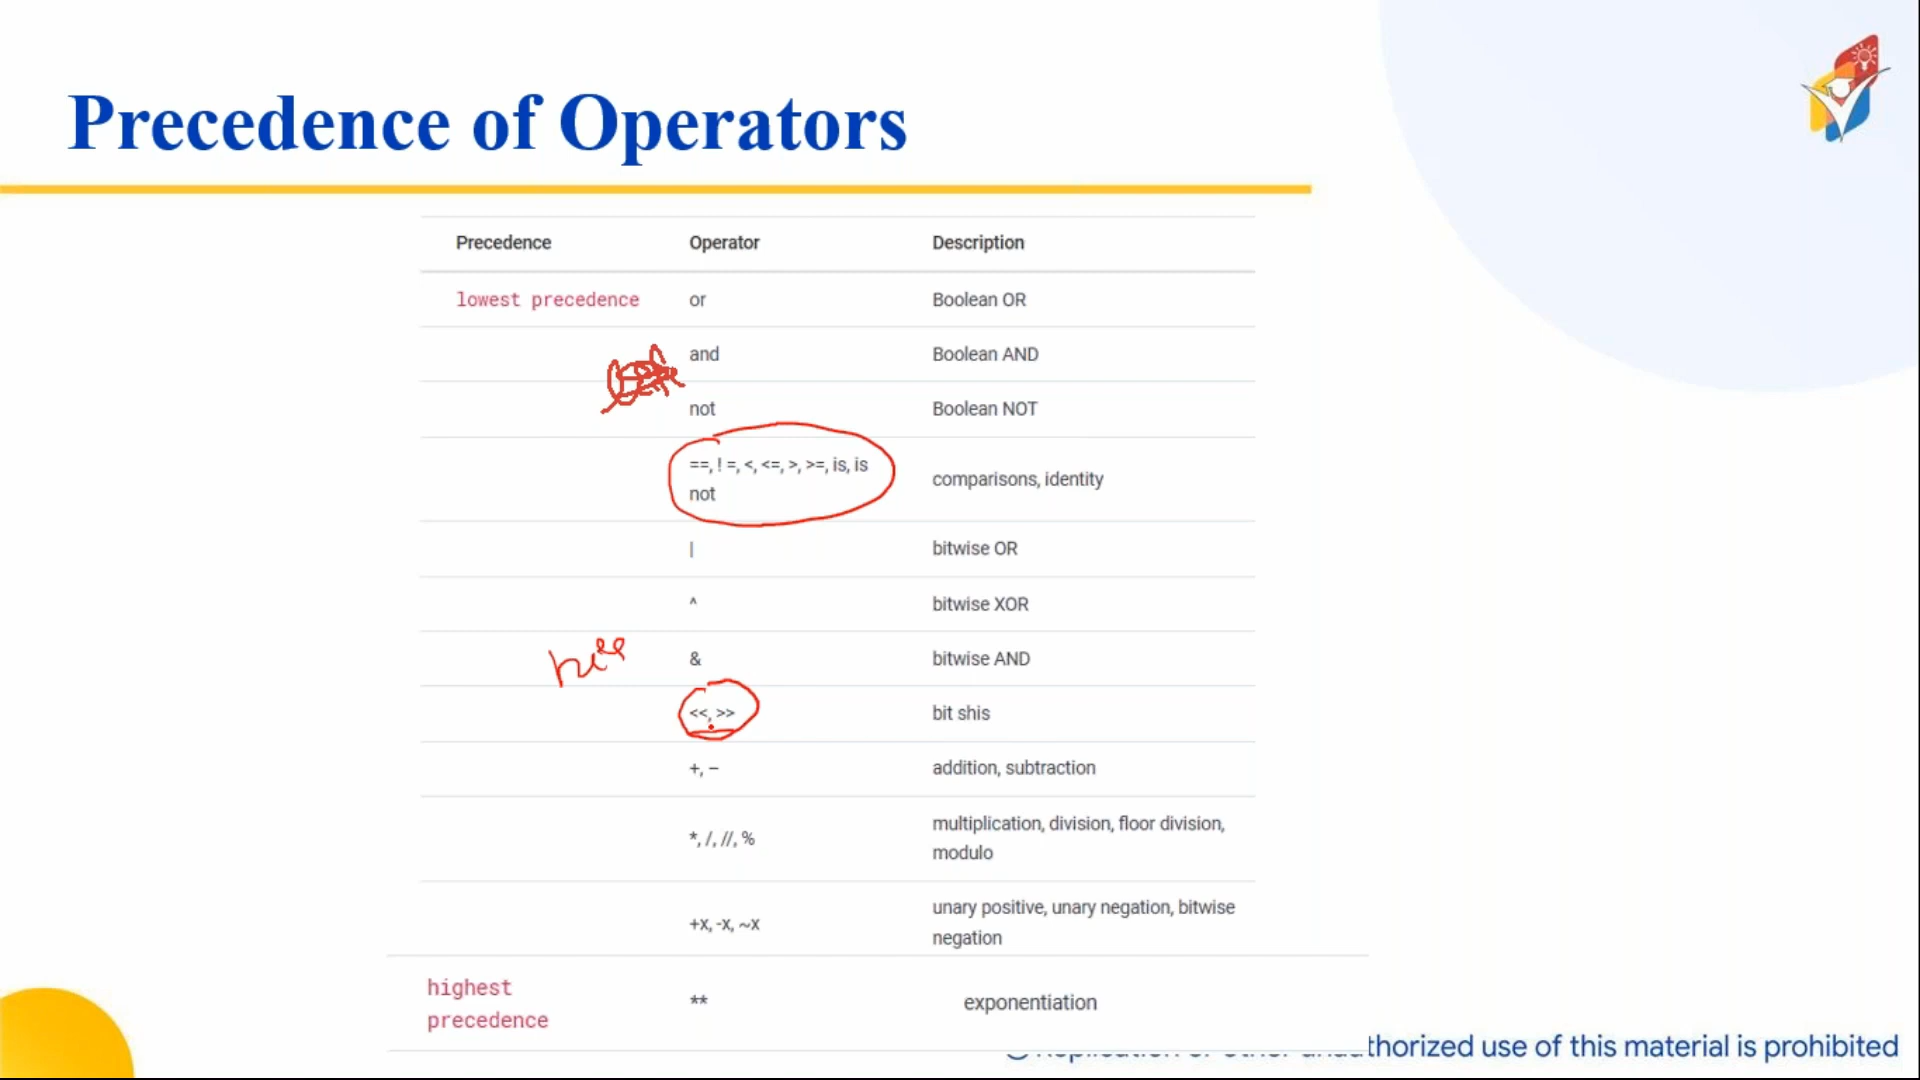 Precedence of Operators
Precedence Operator Description
lowest precedence or Boolean OR
and Boolean AND
not Boolean NOT
==, ! =, <, <=, >, >=, is, is
not
comparisons, identity
| bitwise OR
^ bitwise XOR
& bitwise AND
<<, >> bit shis
+, – addition, subtraction
*, /, //, % multiplication, division, floor division,
modulo
+x, -x, ~x unary positive, unary negation, bitwise
negation
highest
precedence
** exponentiation
thorized use of this material is prohibited